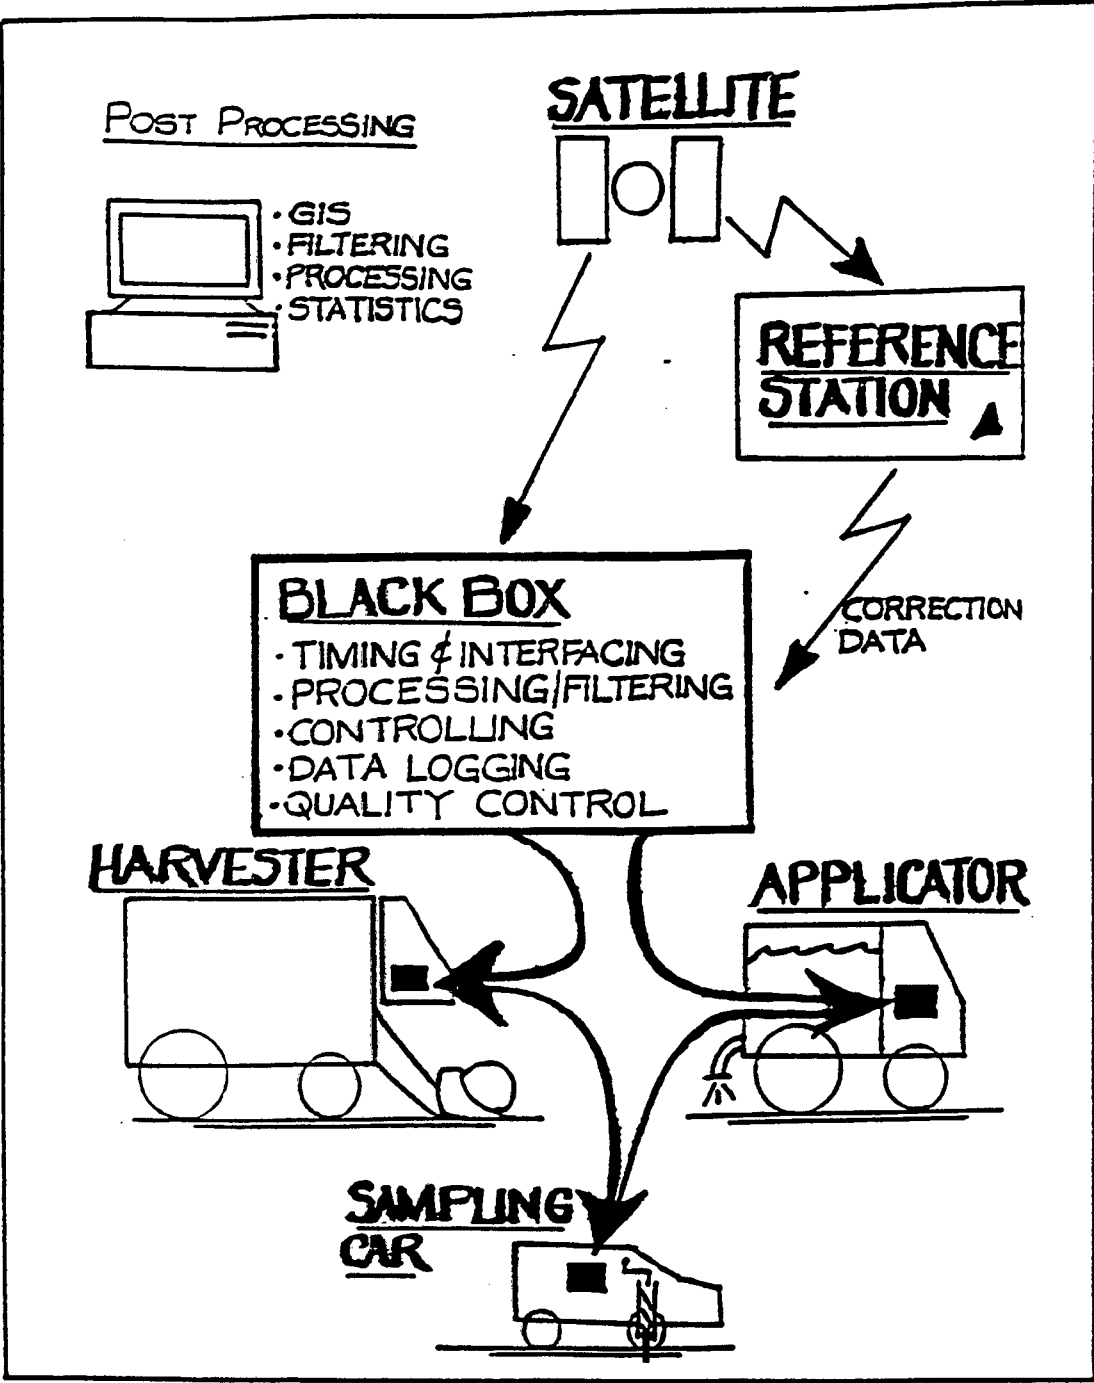 POST PROCESSING
· GIS
· FILTERING
· PROCESSING
· STATISTICS
SATELLITE
REFERENCE
STATION
CORRECTION
DATA
BLACK BOX
· TIMING & INTERFACING
· PROCESSING/FILTERING
· CONTROLLING
· DATA LOGGING
· QUALITY CONTROL
HARVESTER
APPLICATOR
SAMPLING
CAR